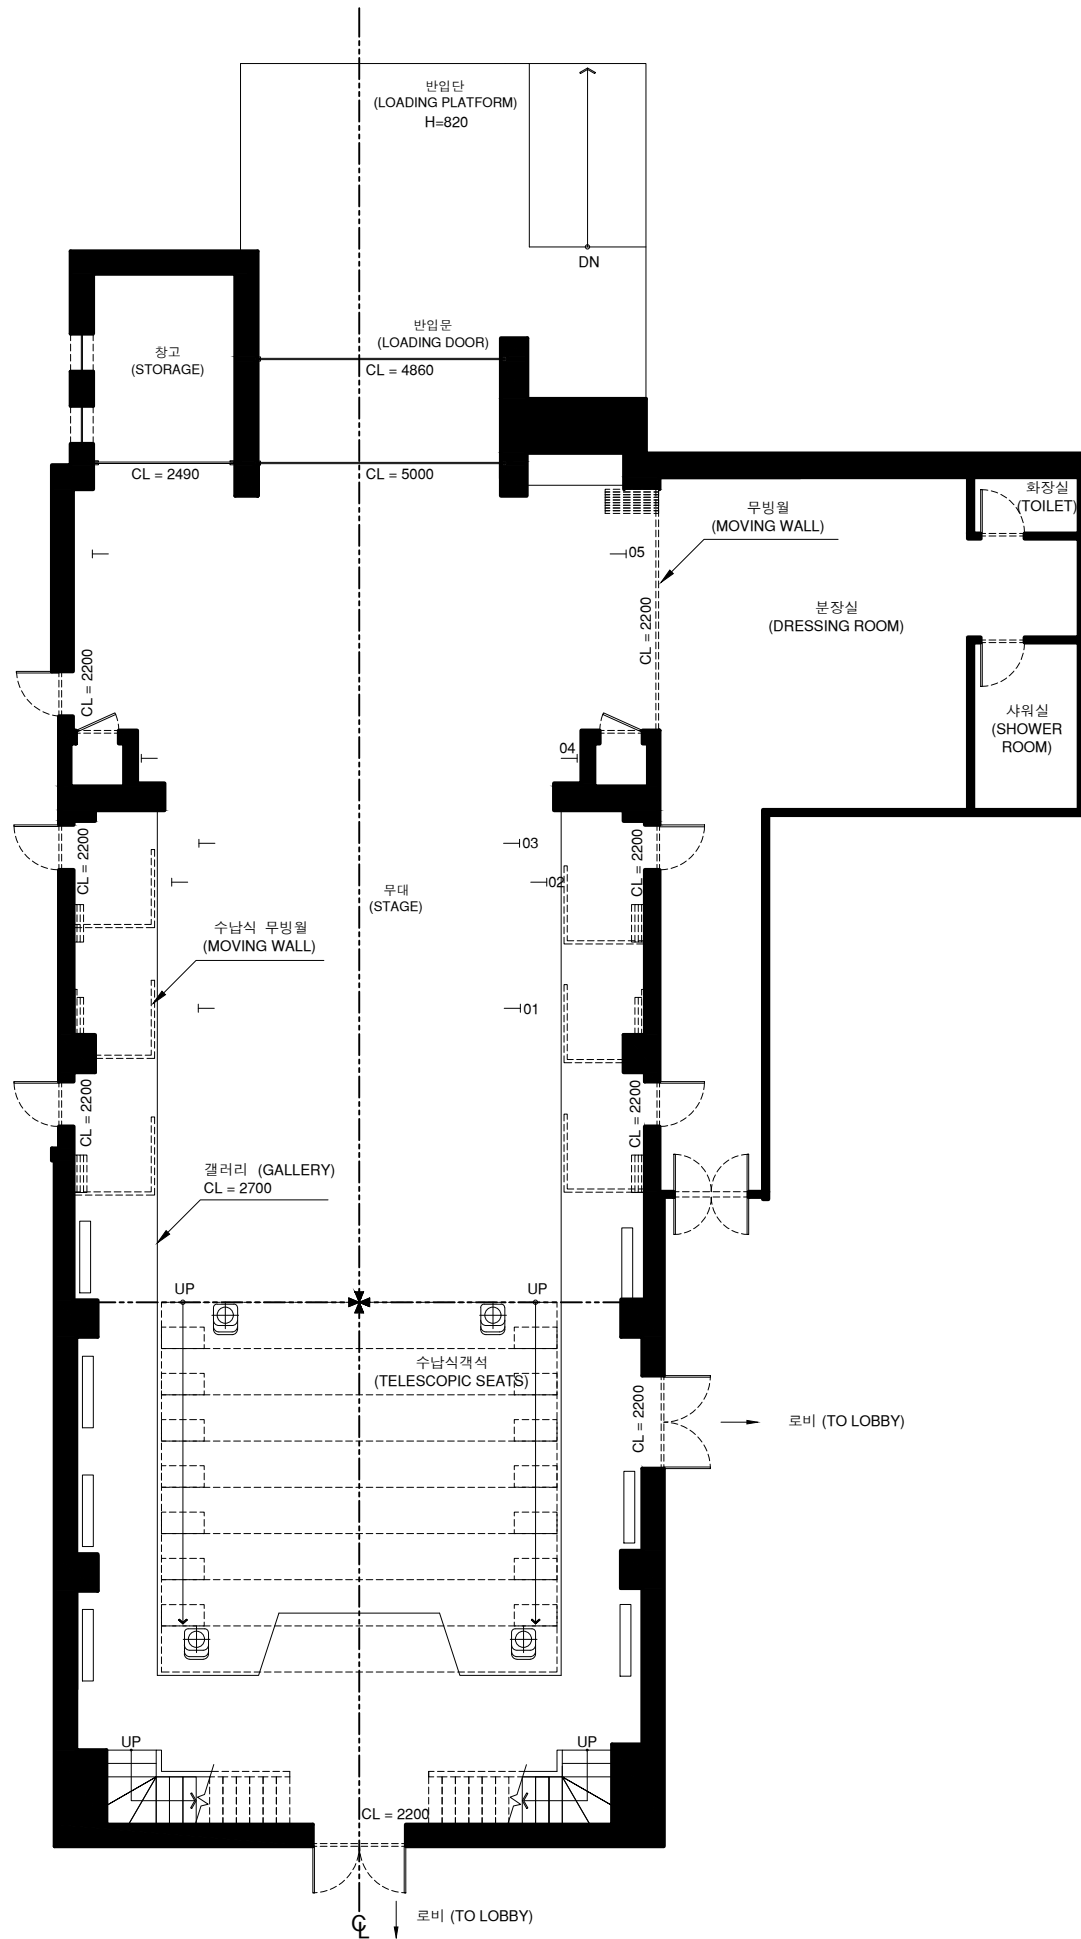 반입단
(LOADING PLATFORM)
H=820
DN
반입문
(LOADING DOOR)
CL = 4860
창고
(STORAGE)
CL = 2490
CL = 5000
화장실
(TOILET)
무빙월
(MOVING WALL)
05
CL = 2200
분장실
(DRESSING ROOM)
CL = 2200
샤워실
(SHOWER
ROOM)
04
03
CL = 2200
CL = 2200
02
무대
(STAGE)
수납식 무빙월
(MOVING WALL)
01
CL = 2200
CL = 2200
갤러리 (GALLERY)
CL = 2700
UP
UP
수납식객석
(TELESCOPIC SEATS)
CL = 2200
로비 (TO LOBBY)
UP
UP
CL = 2200
로비 (TO LOBBY)
CL